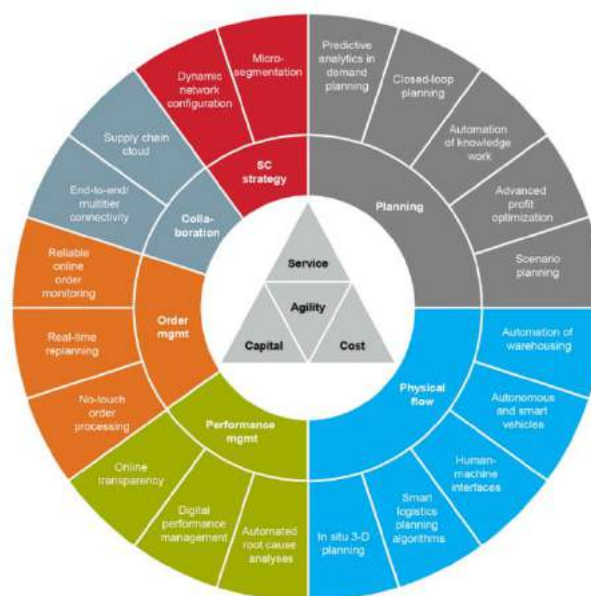 Micro-
segmentation
Predictive
analytics in
demand
planning
Closed-loop
planning
Automation
of knowledge
work
Advanced
profit
optimization
Scenario
planning
Planning
Automation of
warehousing
Autonomous
and smart
vehicles
Human-
machine
interfaces
Smart
logistics
planning
algorithms
In situ 3-D
planning
Physical
flow
Automated
root cause
analyses
Digital
performance
management
Online
transparency
Performance
mgmt
No-touch
order
processing
Real-time
replanning
Reliable
online
order
monitoring
Order
mgmt
End-to-end/
multitier
connectivity
Supply chain
cloud
Colla-
boration
Dynamic
network
configuration
SC
strategy
Service
Agility
Capital
Cost